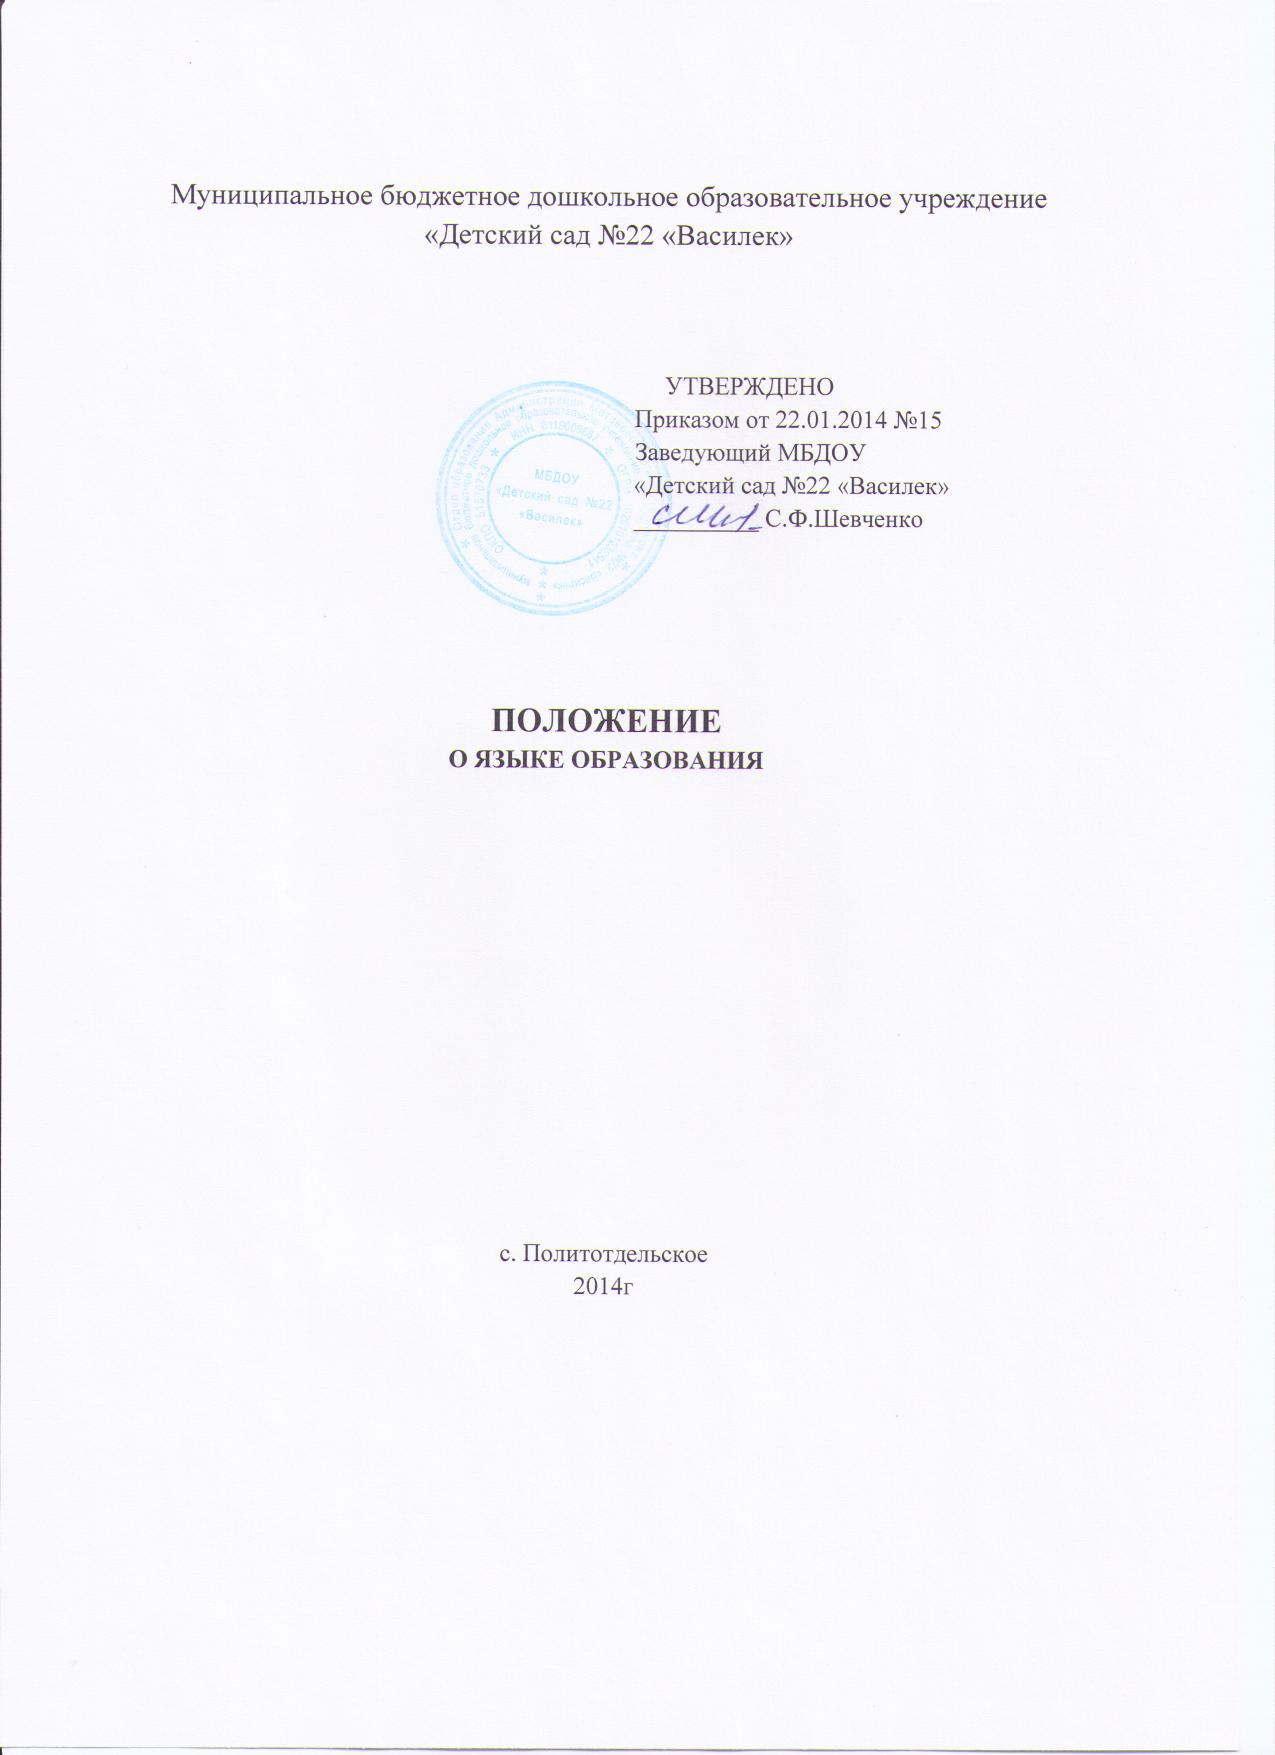 Муниципальное бюджетное дошкольное образовательное учреждение
«Детский сад №22 «Василек»
УТВЕРЖДЕНО
Приказом от 22.01.2014 №15
Заведующий МБДОУ
«Детский сад №22 «Василек»
С.Ф.Шевченко
МБДОУ
«Детский сад №22
«Василек»
ПОЛОЖЕНИЕ
О ЯЗЫКЕ ОБРАЗОВАНИЯ
с. Политотдельское
2014г